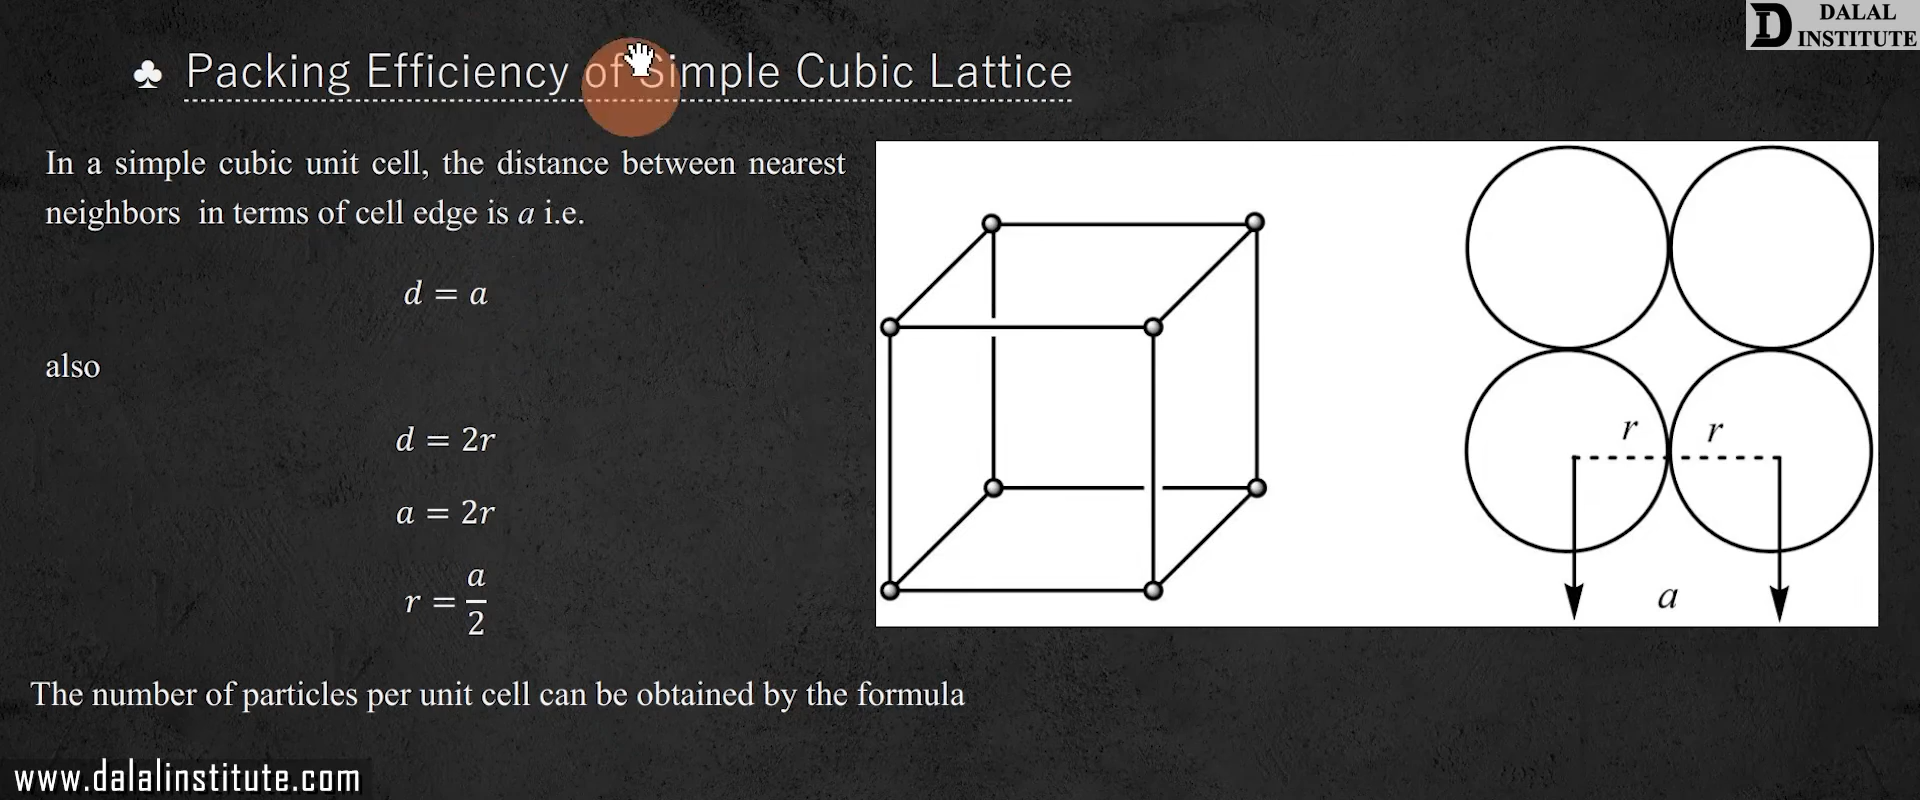 DALAL
INSTITUTE
♣ Packing Efficiency of Simple Cubic Lattice
In a simple cubic unit cell, the distance between nearest
neighbors in terms of cell edge is a i.e.
d = a
also
d = 2r
a = 2r
r = a/2
r r
a
The number of particles per unit cell can be obtained by the formula
www.dalalinstitute.com